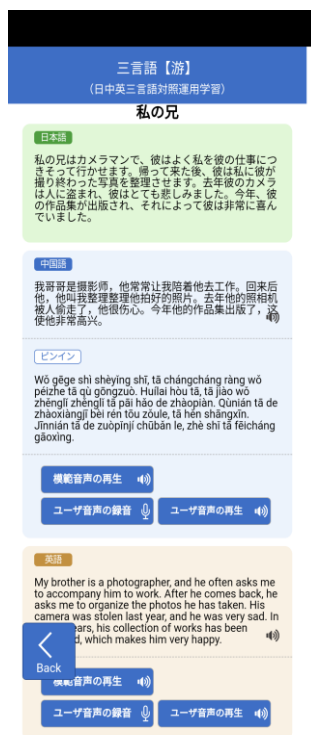 三言語【游】
（日中英三言語対照運用学習）
私の兄
日本語
私の兄はカメラマンで、彼はよく私を彼の仕事につ
きそって行かせます。帰って来た後、彼は私に彼が
撮り終わった写真を整理させます。去年彼のカメラ
は人に盗まれ、彼はとても悲しみました。今年、彼
の作品集が出版され、それによって彼は非常に喜ん
でいました。
中国語
我哥哥是摄影师，他常常让我陪着他去工作。回来后
他，他叫我整理整理他拍好的照片。去年他的照相机
被人偷走了，他很伤心。今年他的作品集出版了，这
使他非常高兴。
ピンイン
Wǒ gēge shì shèyǐng shī, tā chángcháng ràng wǒ
péizhe tā qù gōngzuò. Huílai hòu tā, tā jiào wǒ
zhěnglǐ zhěnglǐ tā pāi hǎo de zhàopiàn. Qùnián tā de
zhàoxiàngjī bèi rén tōu zǒule, tā hěn shāngxīn.
Jīnnián tā de zuòpǐnjí chūbǎn le, zhè shǐ tā fēicháng
gāoxìng.
模範音声の再生
ユーザ音声の録音 ユーザ音声の再生
英語
My brother is a photographer, and he often asks me
to accompany him to work. After he comes back, he
asks me to organize the photos he has taken. His
camera was stolen last year, and he was very sad. In
his collection of works has been
which makes him very happy.
Back
音声の再生
ユーザ音声の録音 ユーザ音声の再生